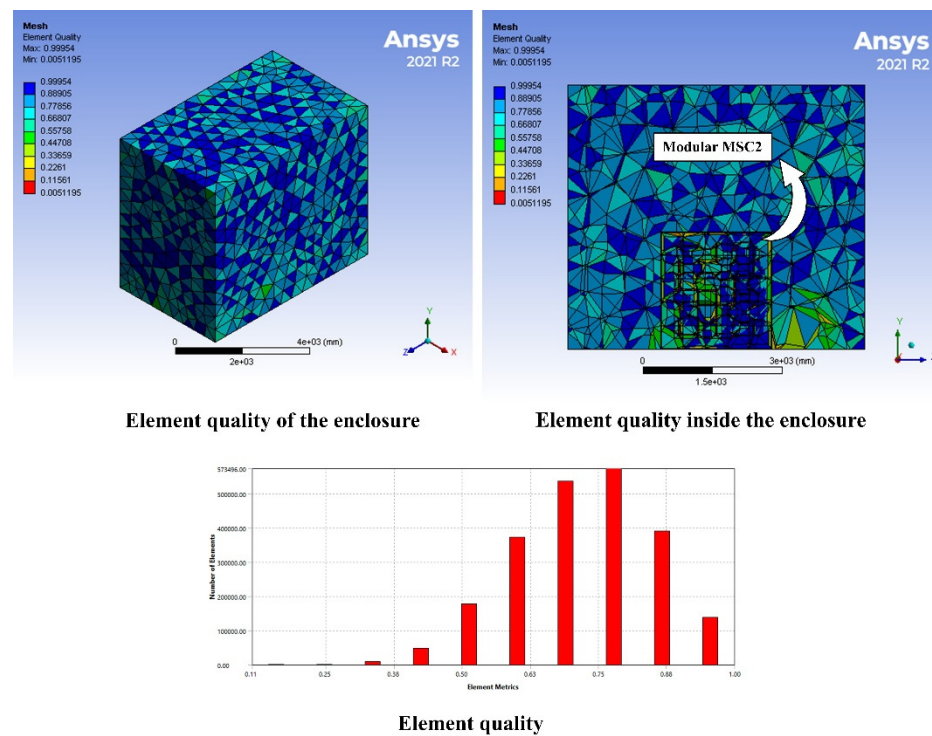 Mesh
Element Quality
Max: 0.99954
Min: 0.0051195
Ansys
2021 R2
0.99954
0.88905
0.77856
0.66807
0.55758
0.44708
0.33659
0.2261
0.11561
0.0051195
0
4e+03 (mm)
2e+03
Y
Z
X
Element quality of the enclosure
Mesh
Element Quality
Max: 0.99954
Min: 0.0051195
Ansys
2021 R2
0.99954
0.88905
0.77856
0.66807
0.55758
0.44708
0.33659
0.2261
0.11561
0.0051195
Modular MSC2
0
3e+03 (mm)
1.5e+03
Y
X
Element quality inside the enclosure
573496.00
500000.00
400000.00
300000.00
200000.00
100000.00
0.00
Number of Elements
0.11 0.25 0.38 0.50 0.63 0.75 0.88 1.00
Element Metrics
Element quality